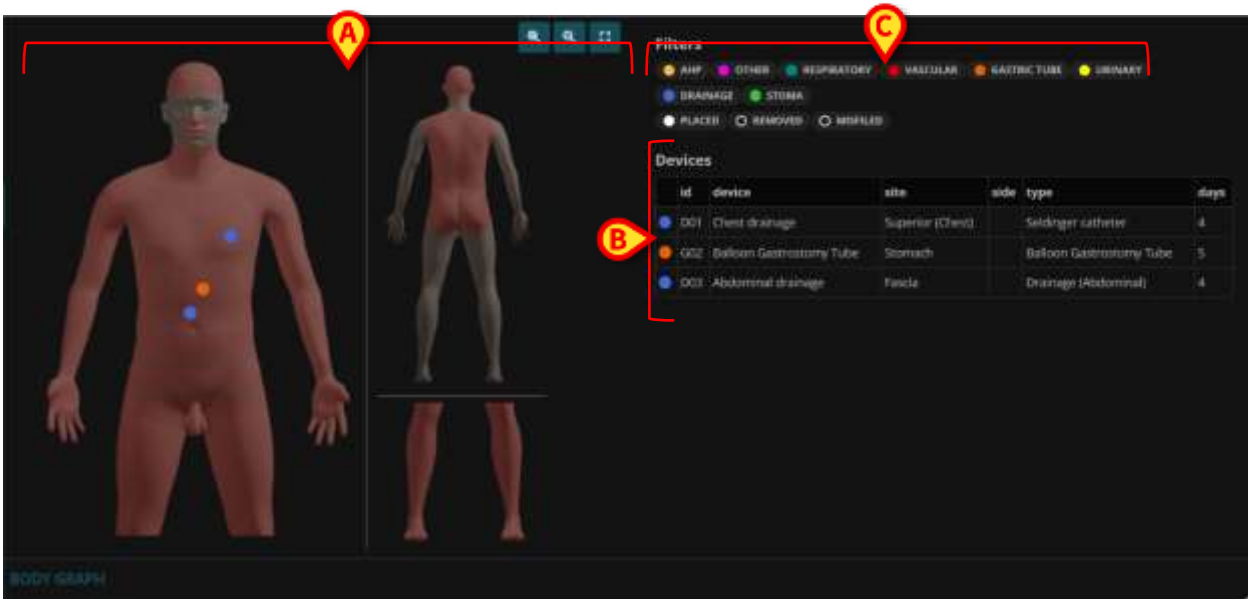 A
C
Filters
AHP OTHER RESPIRATORY VASCULAR GASTRIC TUBE URINARY
DRAINAGE STOMA
PLACED REMOVED MISFILED
B
Devices
id device site side type days
D01 Chest drainage Superior (Chest) Seldinger catheter 4
G02 Balloon Gastrostomy Tube Stomach Balloon Gastrostomy Tube 5
D03 Abdominal drainage Fascia Drainage (Abdominal) 4
BODY GRAPH